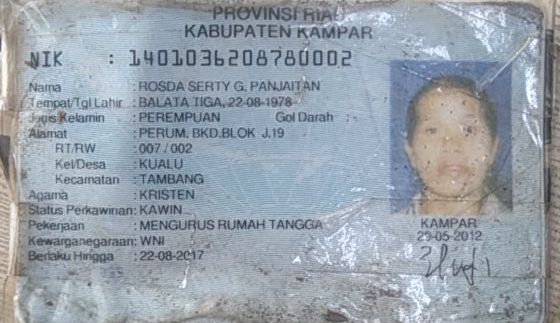 PROVINSI RIAU
KABUPATEN KAMPAR
NIK : 1401036208780002
Nama : ROSDA SERTY G. PANJAITAN
Tempat/Tgl Lahir : BALATA TIGA, 22-08-1978
Jenis Kelamin : PEREMPUAN Gol Darah : -
Alamat : PERUM. BKD.BLOK J.19
RT/RW : 007 / 002
Kel/Desa : KUALU
Kecamatan : TAMBANG
Agama : KRISTEN
Status Perkawinan: KAWIN
Pekerjaan : MENGURUS RUMAH TANGGA
Kewarganegaraan: WNI
Berlaku Hingga : 22-08-2017
KAMPAR
29-05-2012